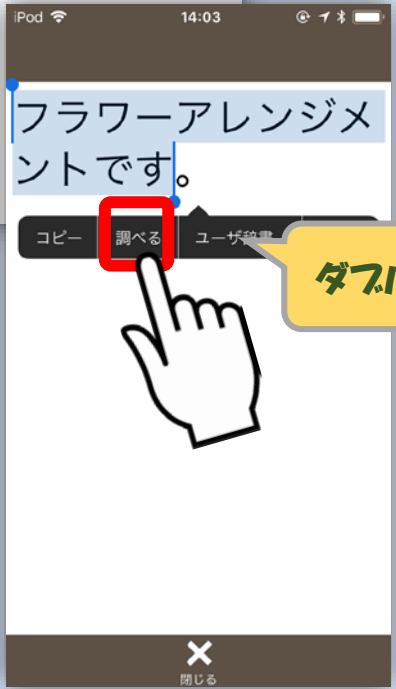 iPod 14:03
フラワーアレンジメ
ントです。
コピー 調べる ユーザ辞書
ダブル
閉じる